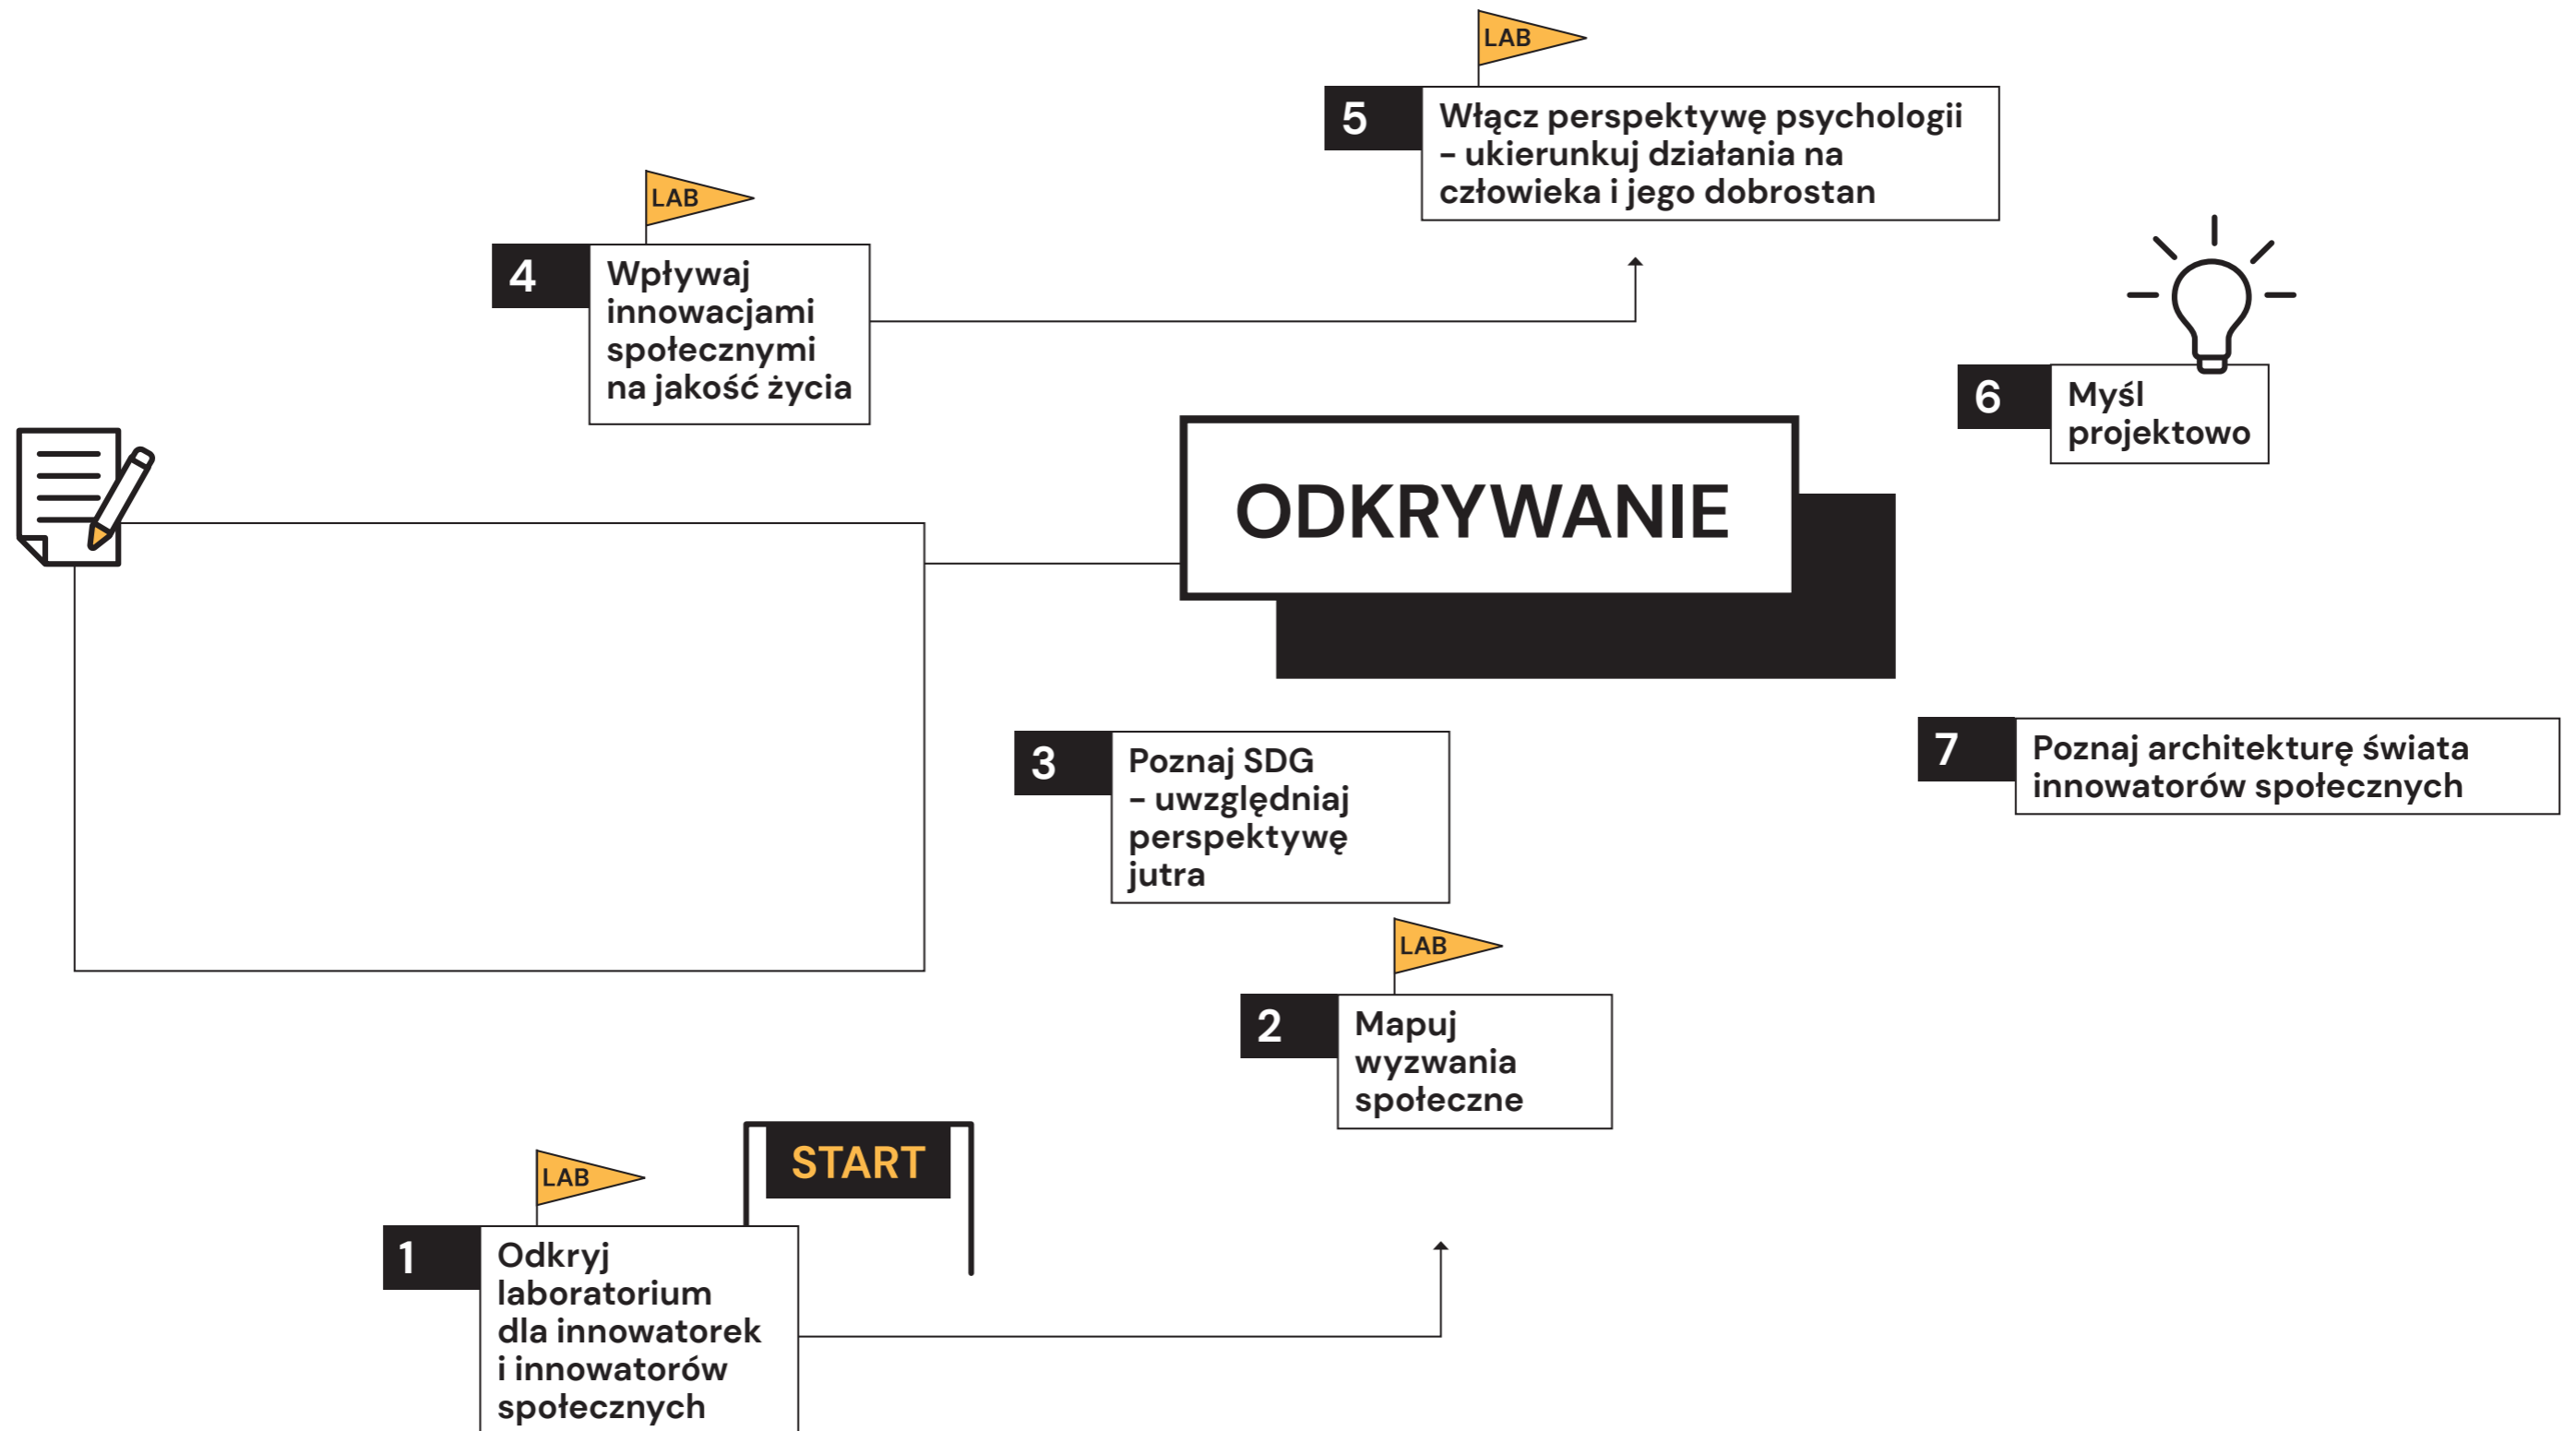 LAB
5
Włącz perspektywę psychologii
– ukierunkuj działania na
człowieka i jego dobrostan
LAB
4
Wpływaj
innowacjami
społecznymi
na jakość życia
6
Myśl
projektowo
ODKRYWANIE
3
Poznaj SDG
– uwzględniaj
perspektywę
jutra
7
Poznaj architekturę świata
innowatorów społecznych
LAB
2
Mapuj
wyzwania
społeczne
START
LAB
1
Odkryj
laboratorium
dla innowatorek
i innowatorów
społecznych